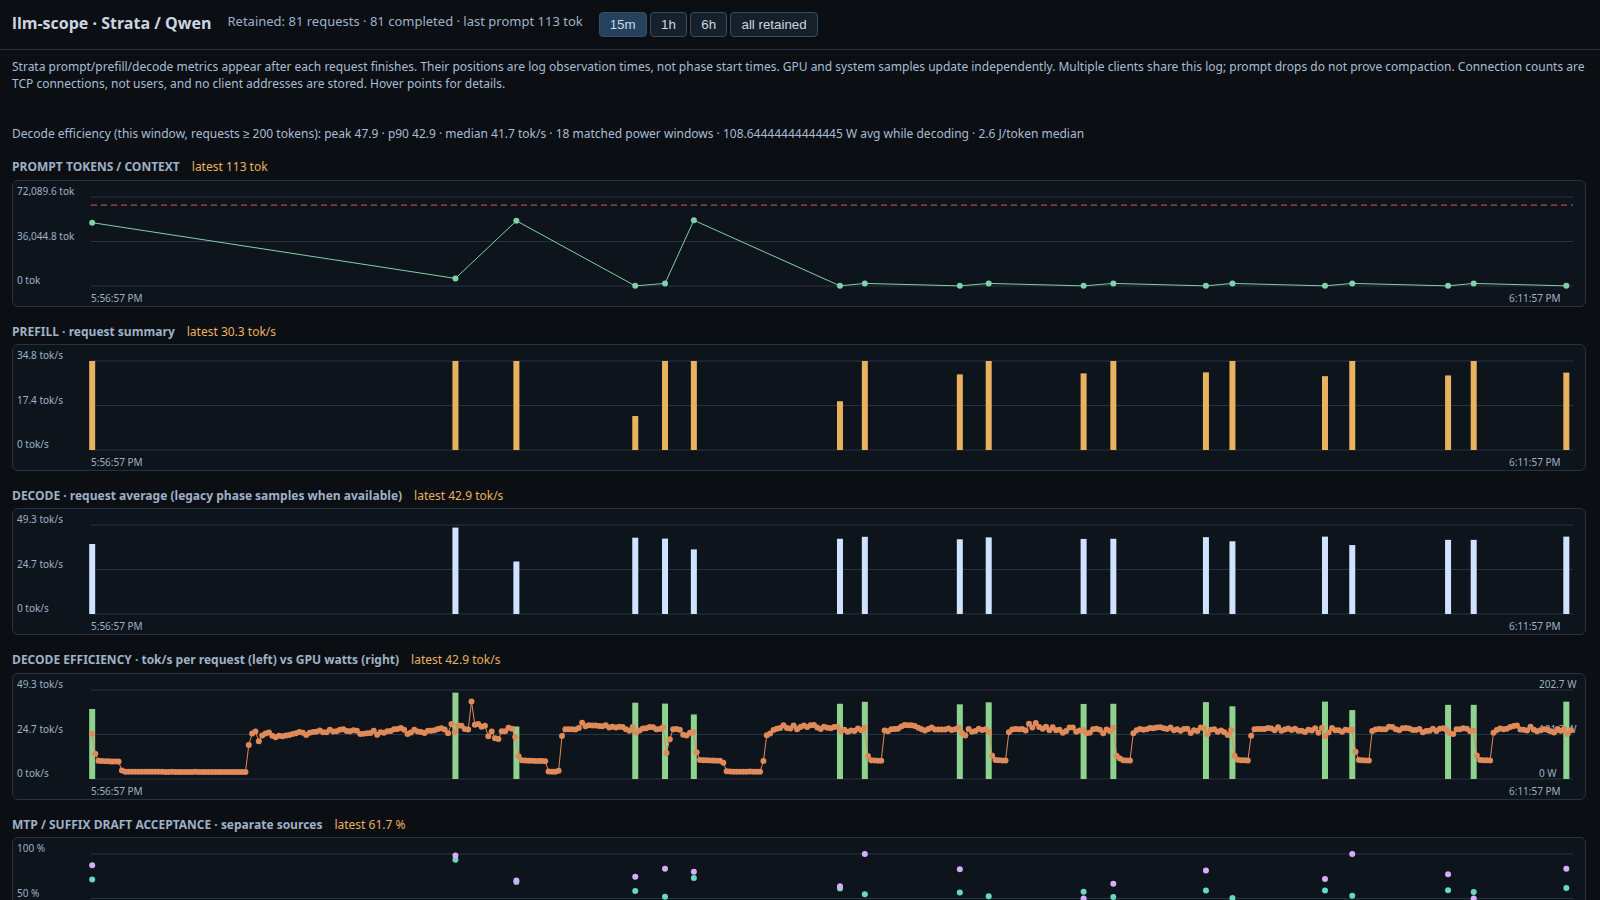 llm-scope · Strata / Qwen
Retained: 81 requests · 81 completed · last prompt 113 tok
15m
1h
6h
all retained
Strata prompt/prefill/decode metrics appear after each request finishes. Their positions are log observation times, not phase start times. GPU and system samples update independently. Multiple clients share this log; prompt drops do not prove compaction. Connection counts are
TCP connections, not users, and no client addresses are stored. Hover points for details.
Decode efficiency (this window, requests ≥ 200 tokens): peak 47.9 · p90 42.9 · median 41.7 tok/s · 18 matched power windows · 108.64444444444445 W avg while decoding · 2.6 J/token median
PROMPT TOKENS / CONTEXT latest 113 tok
72,089.6 tok
36,044.8 tok
0 tok
5:56:57 PM
6:11:57 PM
PREFILL · request summary latest 30.3 tok/s
34.8 tok/s
17.4 tok/s
0 tok/s
5:56:57 PM
6:11:57 PM
DECODE · request average (legacy phase samples when available) latest 42.9 tok/s
49.3 tok/s
24.7 tok/s
0 tok/s
5:56:57 PM
6:11:57 PM
DECODE EFFICIENCY · tok/s per request (left) vs GPU watts (right) latest 42.9 tok/s
49.3 tok/s
202.7 W
24.7 tok/s
0 tok/s
0 W
5:56:57 PM
6:11:57 PM
MTP / SUFFIX DRAFT ACCEPTANCE · separate sources latest 61.7 %
100 %
50 %